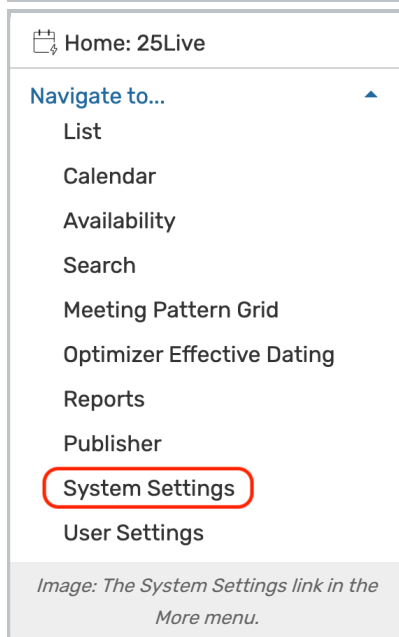 Home: 25Live
Navigate to...
List
Calendar
Availability
Search
Meeting Pattern Grid
Optimizer Effective Dating
Reports
Publisher
System Settings
User Settings
Image: The System Settings link in the
More menu.